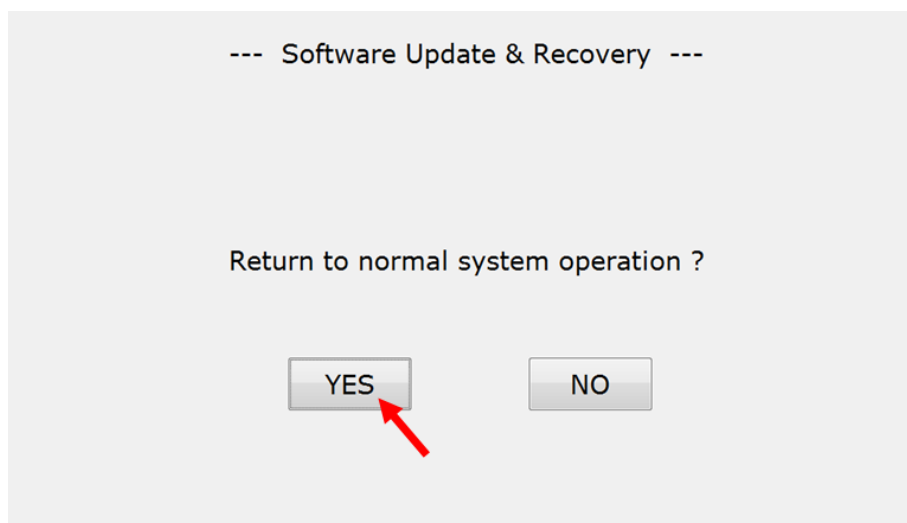 --- Software Update & Recovery ---
Return to normal system operation ?
YES NO